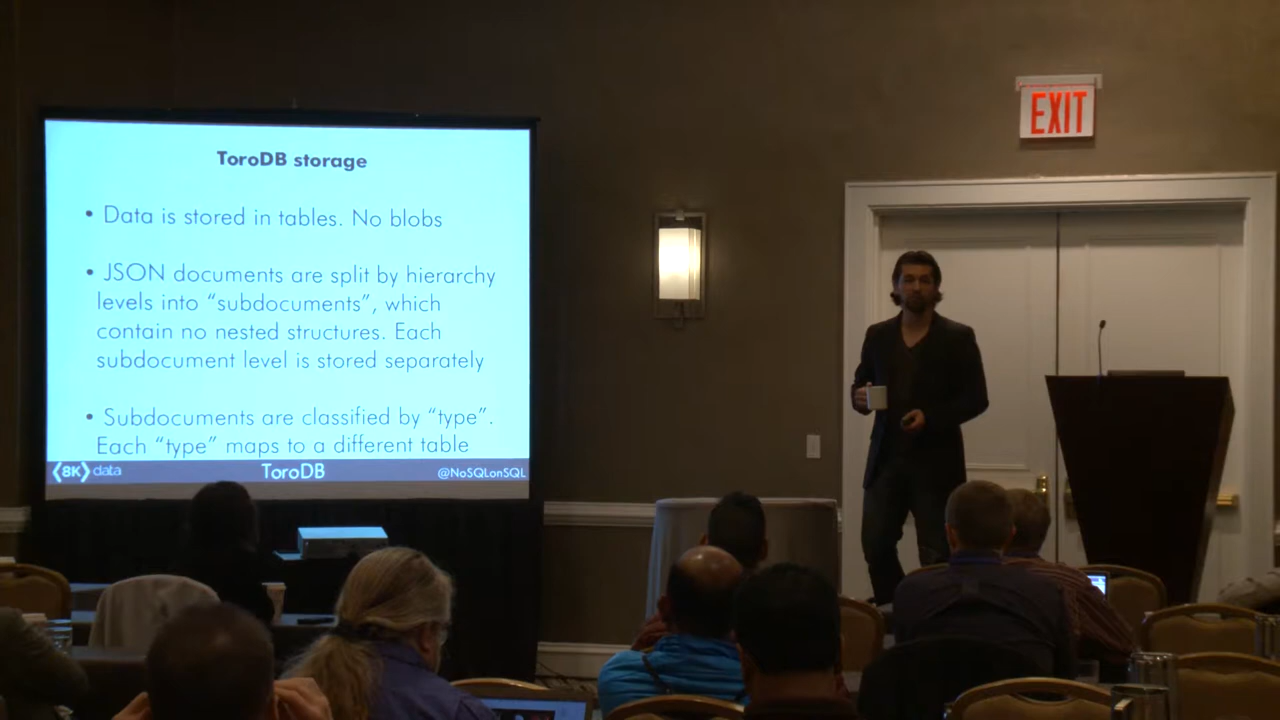 ToroDB storage
• Data is stored in tables. No blobs
• JSON documents are split by hierarchy
levels into “subdocuments”, which
contain no nested structures. Each
subdocument level is stored separately
• Subdocuments are classified by “type”.
Each “type” maps to a different table
8K data
ToroDB
@NoSQLonSQL
EXIT